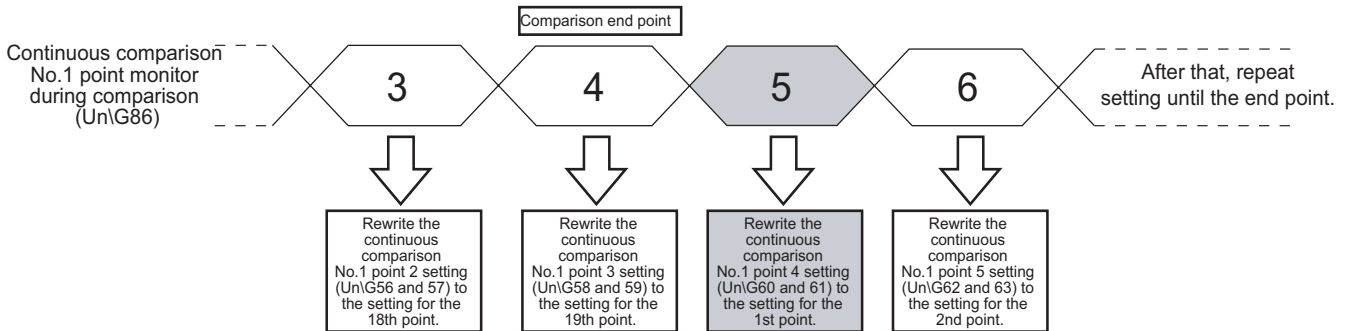 Comparison end point
Continuous comparison
No.1 point monitor
during comparison
(Un\G86)
3
4
5
6
After that, repeat
setting until the end point.
Rewrite the
continuous
comparison
No.1 point 2 setting
(Un\G56 and 57) to
the setting for the
18th point.
Rewrite the
continuous
comparison
No.1 point 3 setting
(Un\G58 and 59) to
the setting for the
19th point.
Rewrite the
continuous
comparison
No.1 point 4 setting
(Un\G60 and 61) to
the setting for the
1st point.
Rewrite the
continuous
comparison
No.1 point 5 setting
(Un\G62 and 63) to
the setting for the
2nd point.